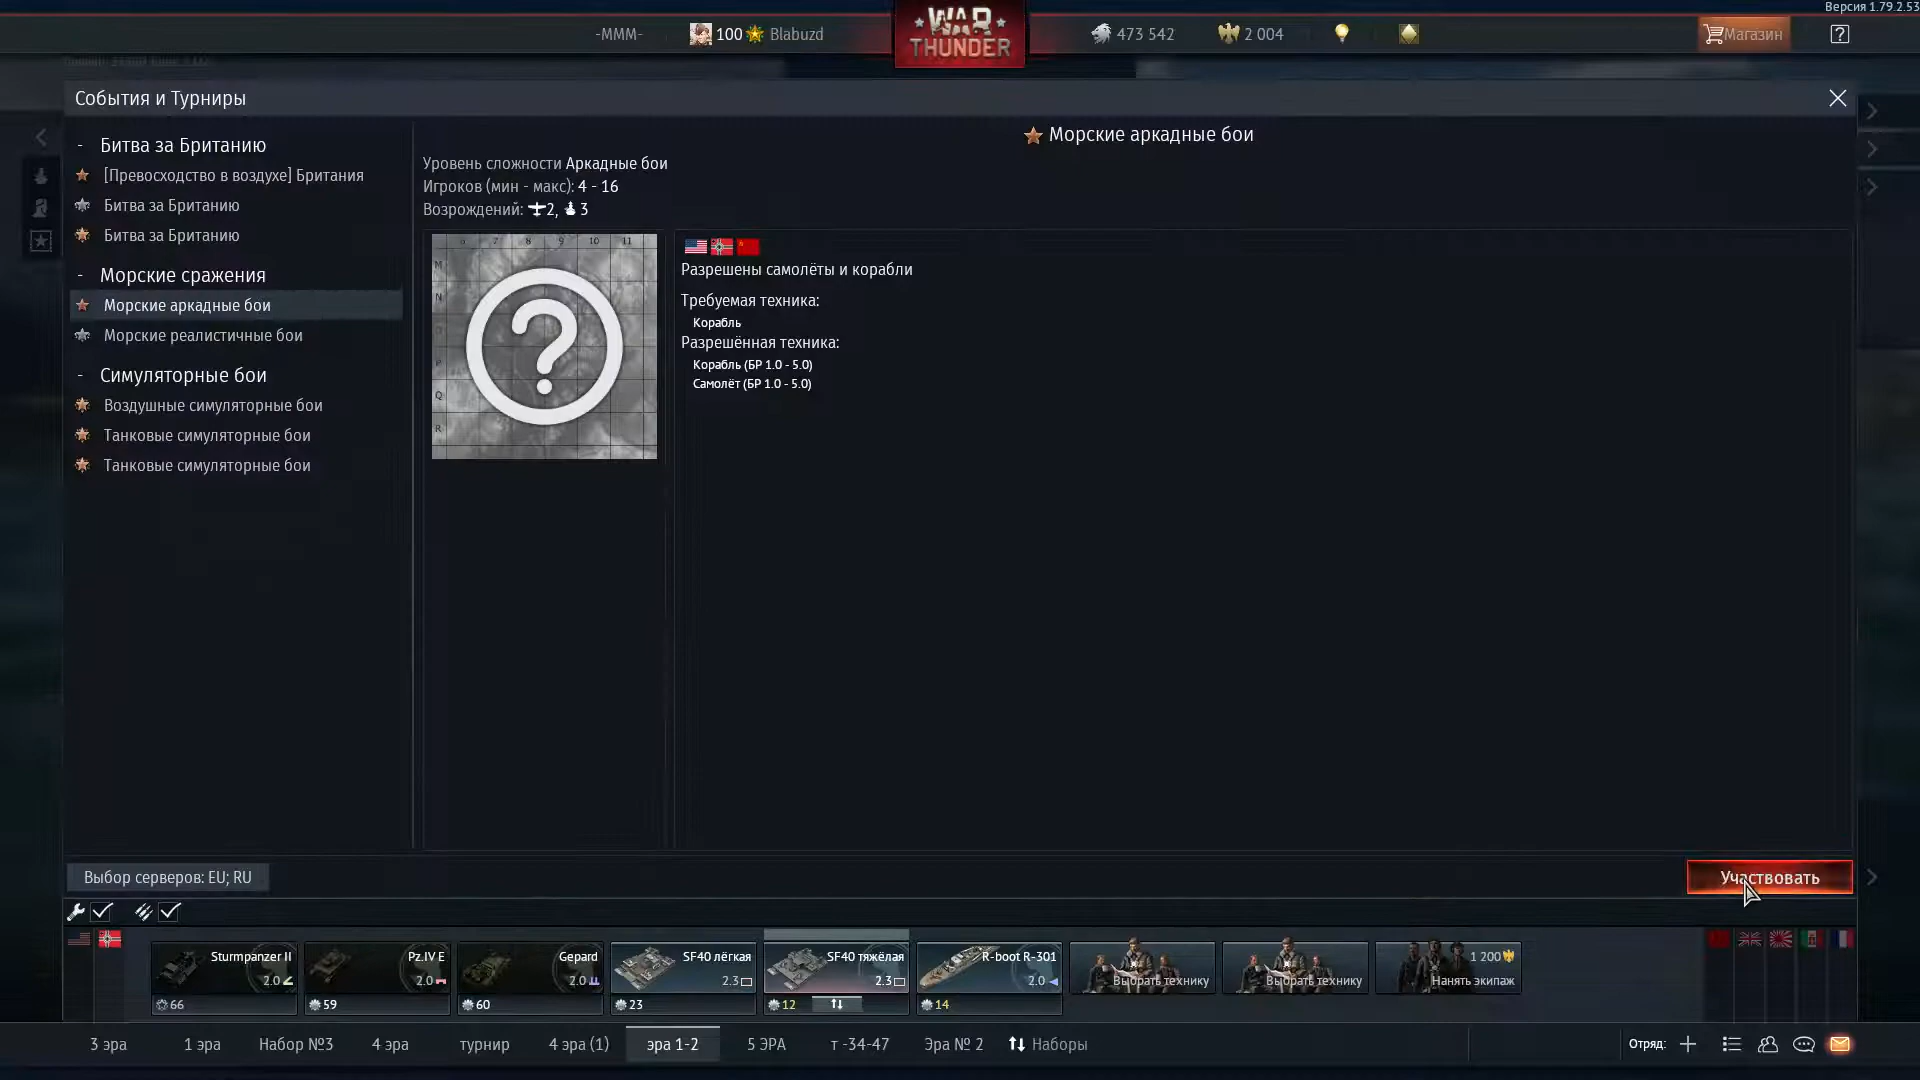 Версия 1.79.2.53
-MMM-
100 Blabuzd
WAR THUNDER
473 542
2 004
Магазин
События и Турниры
- Битва за Британию
[Превосходство в воздухе] Британия
Битва за Британию
Битва за Британию
- Морские сражения
Морские аркадные бои
Морские реалистичные бои
- Симуляторные бои
Воздушные симуляторные бои
Танковые симуляторные бои
Танковые симуляторные бои
Морские аркадные бои
Уровень сложности Аркадные бои
Игроков (мин - макс): 4 - 16
Возрождений: 2, 3
7 8 9 10 11
M
N
P
Q
R
Разрешены самолёты и корабли
Требуемая техника:
Корабль
Разрешённая техника:
Корабль (БР 1.0 - 5.0)
Самолёт (БР 1.0 - 5.0)
Выбор серверов: EU; RU
Участвовать
Sturmpanzer II
2.0
66
Pz.IV E
2.0
59
Gepard
2.0
60
SF40 лёгкая
2.3
23
SF40 тяжёлая
2.3
12
R-boot R-301
2.0
14
Выбрать технику
Выбрать технику
1 200
Нанять экипаж
3 эра
1 эра
Набор №3
4 эра
турнир
4 эра (1)
эра 1-2
5 ЭРА
т -34-47
Эра № 2
Наборы
Отряд: